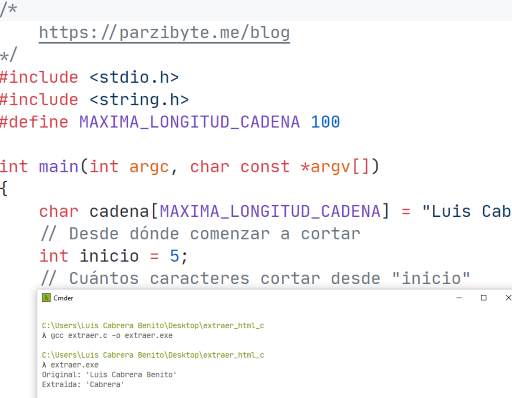 /*
    https://parzibyte.me/blog
*/
#include <stdio.h>
#include <string.h>
#define MAXIMA_LONGITUD_CADENA 100
int main(int argc, char const *argv[])
{
    char cadena[MAXIMA_LONGITUD_CADENA] = "Luis Cab
    // Desde dónde comenzar a cortar
    int inicio = 5;
    // Cuántos caracteres cortar desde "inicio"
Cmder
C:\Users\Luis Cabrera Benito\Desktop\extraer_html_c
λ gcc extraer.c -o extraer.exe
C:\Users\Luis Cabrera Benito\Desktop\extraer_html_c
λ extraer.exe
Original: 'Luis Cabrera Benito'
Extraída: 'Cabrera'